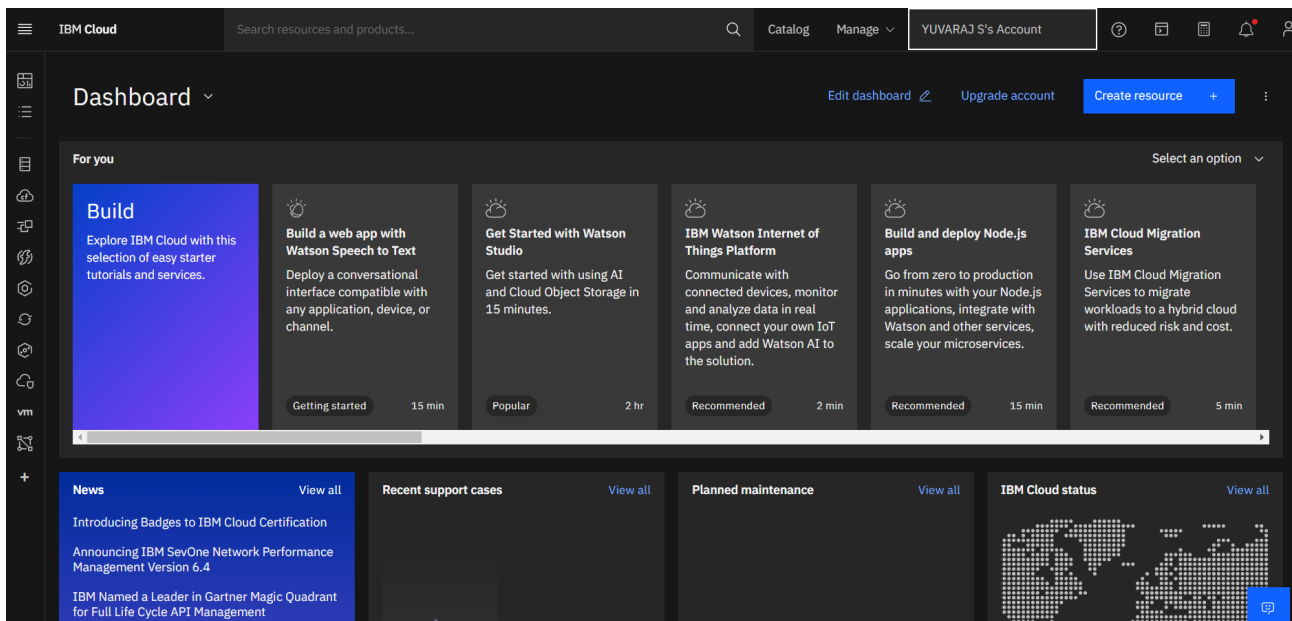 IBM Cloud
Search resources and products...
Catalog
Manage
YUVARAJ S's Account
Dashboard
Edit dashboard
Upgrade account
Create resource +
For you
Select an option
Build
Explore IBM Cloud with this
selection of easy starter
tutorials and services.
Build a web app with
Watson Speech to Text
Deploy a conversational
interface compatible with
any application, device, or
channel.
Getting started
15 min
Get Started with Watson
Studio
Get started with using AI
and Cloud Object Storage in
15 minutes.
Popular
2 hr
IBM Watson Internet of
Things Platform
Communicate with
connected devices, monitor
and analyze data in real
time, connect your own IoT
apps and add Watson AI to
the solution.
Recommended
2 min
Build and deploy Node.js
apps
Go from zero to production
in minutes with your Node.js
applications, integrate with
Watson and other services,
scale your microservices.
Recommended
15 min
IBM Cloud Migration
Services
Use IBM Cloud Migration
Services to migrate
workloads to a hybrid cloud
with reduced risk and cost.
Recommended
5 min
vm
News
View all
Introducing Badges to IBM Cloud Certification
Announcing IBM SevOne Network Performance
Management Version 6.4
IBM Named a Leader in Gartner Magic Quadrant
for Full Life Cycle API Management
Recent support cases
View all
Planned maintenance
View all
IBM Cloud status
View all